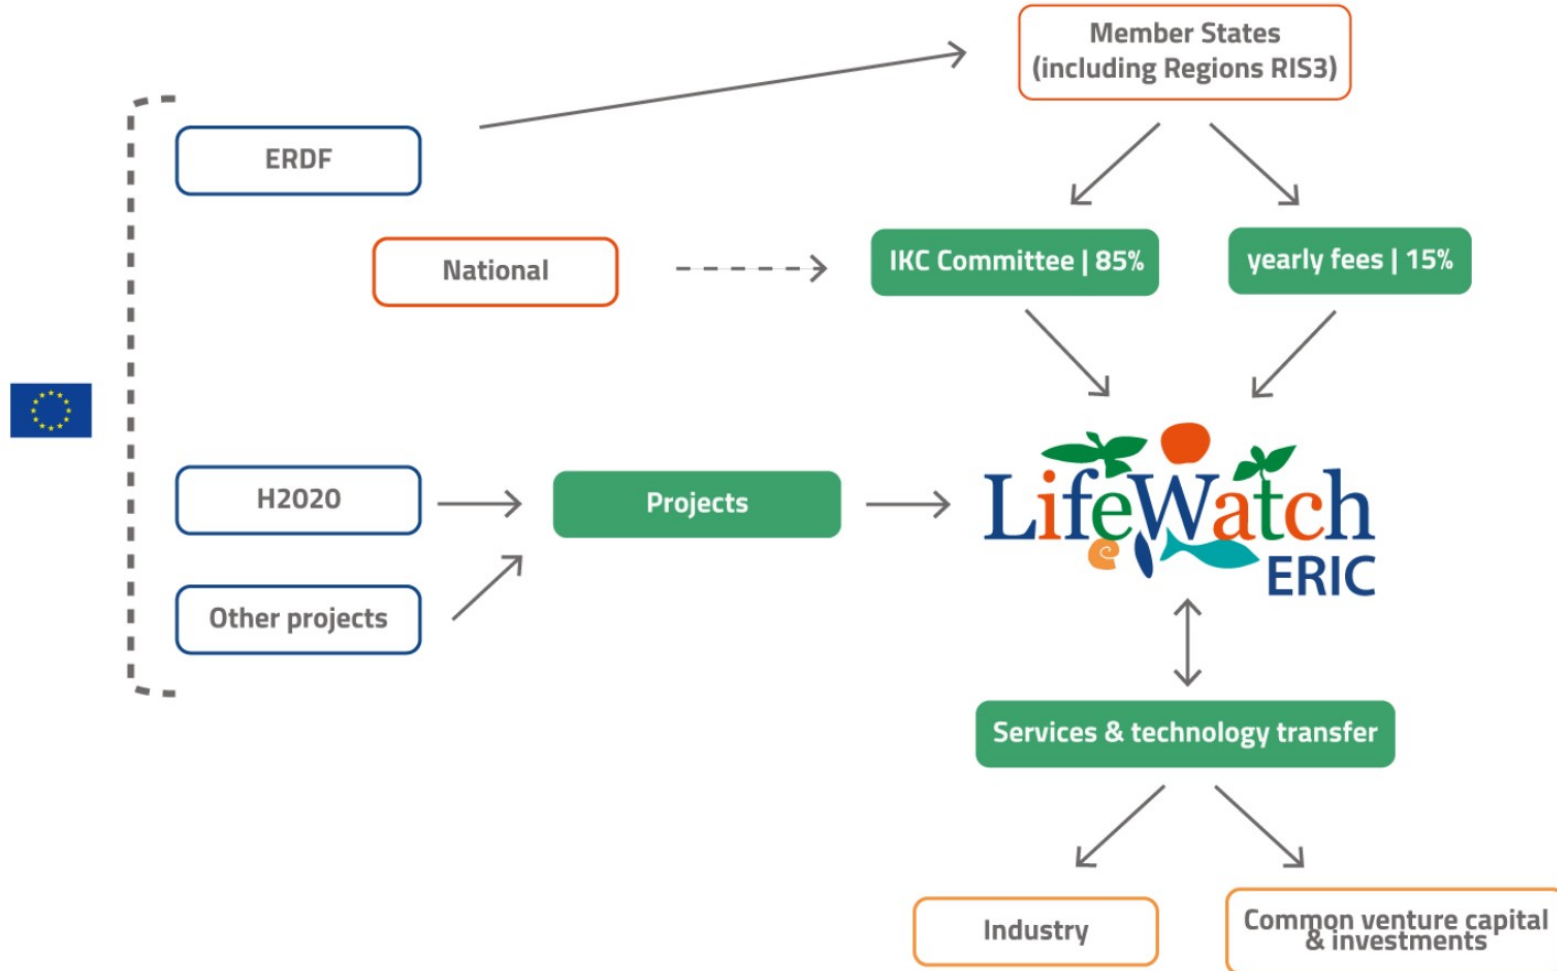 Member States
(including Regions RIS3)
ERDF
National
IKC Committee | 85%
yearly fees | 15%
H2020
Projects
LifeWatch
ERIC
Other projects
Services & technology transfer
Industry
Common venture capital
& investments